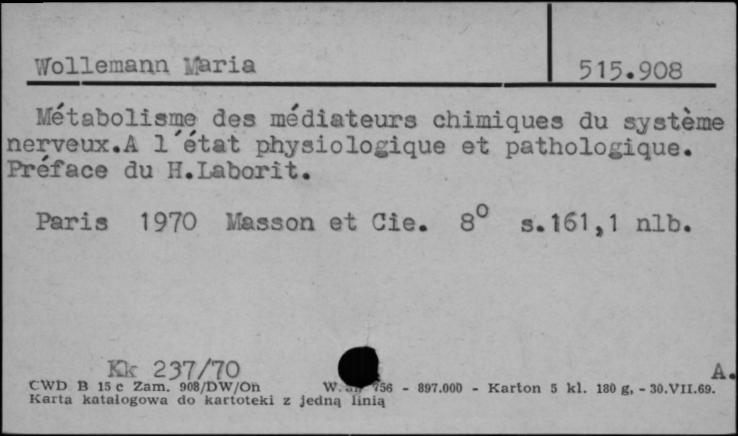 Wollemann Maria
515.908
Métabolisme des médiateurs chimiques du système
nerveux.A l'état physiologique et pathologique.
Préface du H.Laborit.
Paris 1970 Masson et Cie. 8° s.161,1 nlb.
Kk 237/70
A.
CWD B 15 c Zam. 908/DW/On W. 756 - 897.000 - Karton 5 kl. 180 g, - 30.VII.69.
Karta katalogowa do kartoteki z jedną linią